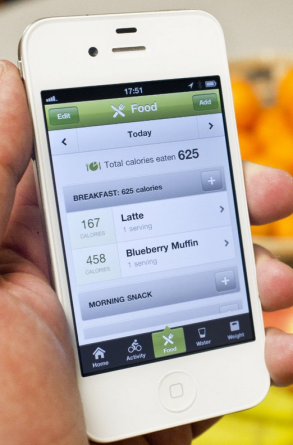 17:51
Edit
Food
Add
Today
Total calories eaten 625
BREAKFAST: 625 calories
167
CALORIES
Latte
1 serving
458
CALORIES
Blueberry Muffin
1 serving
MORNING SNACK
Home
Activity
Food
Water
Weight